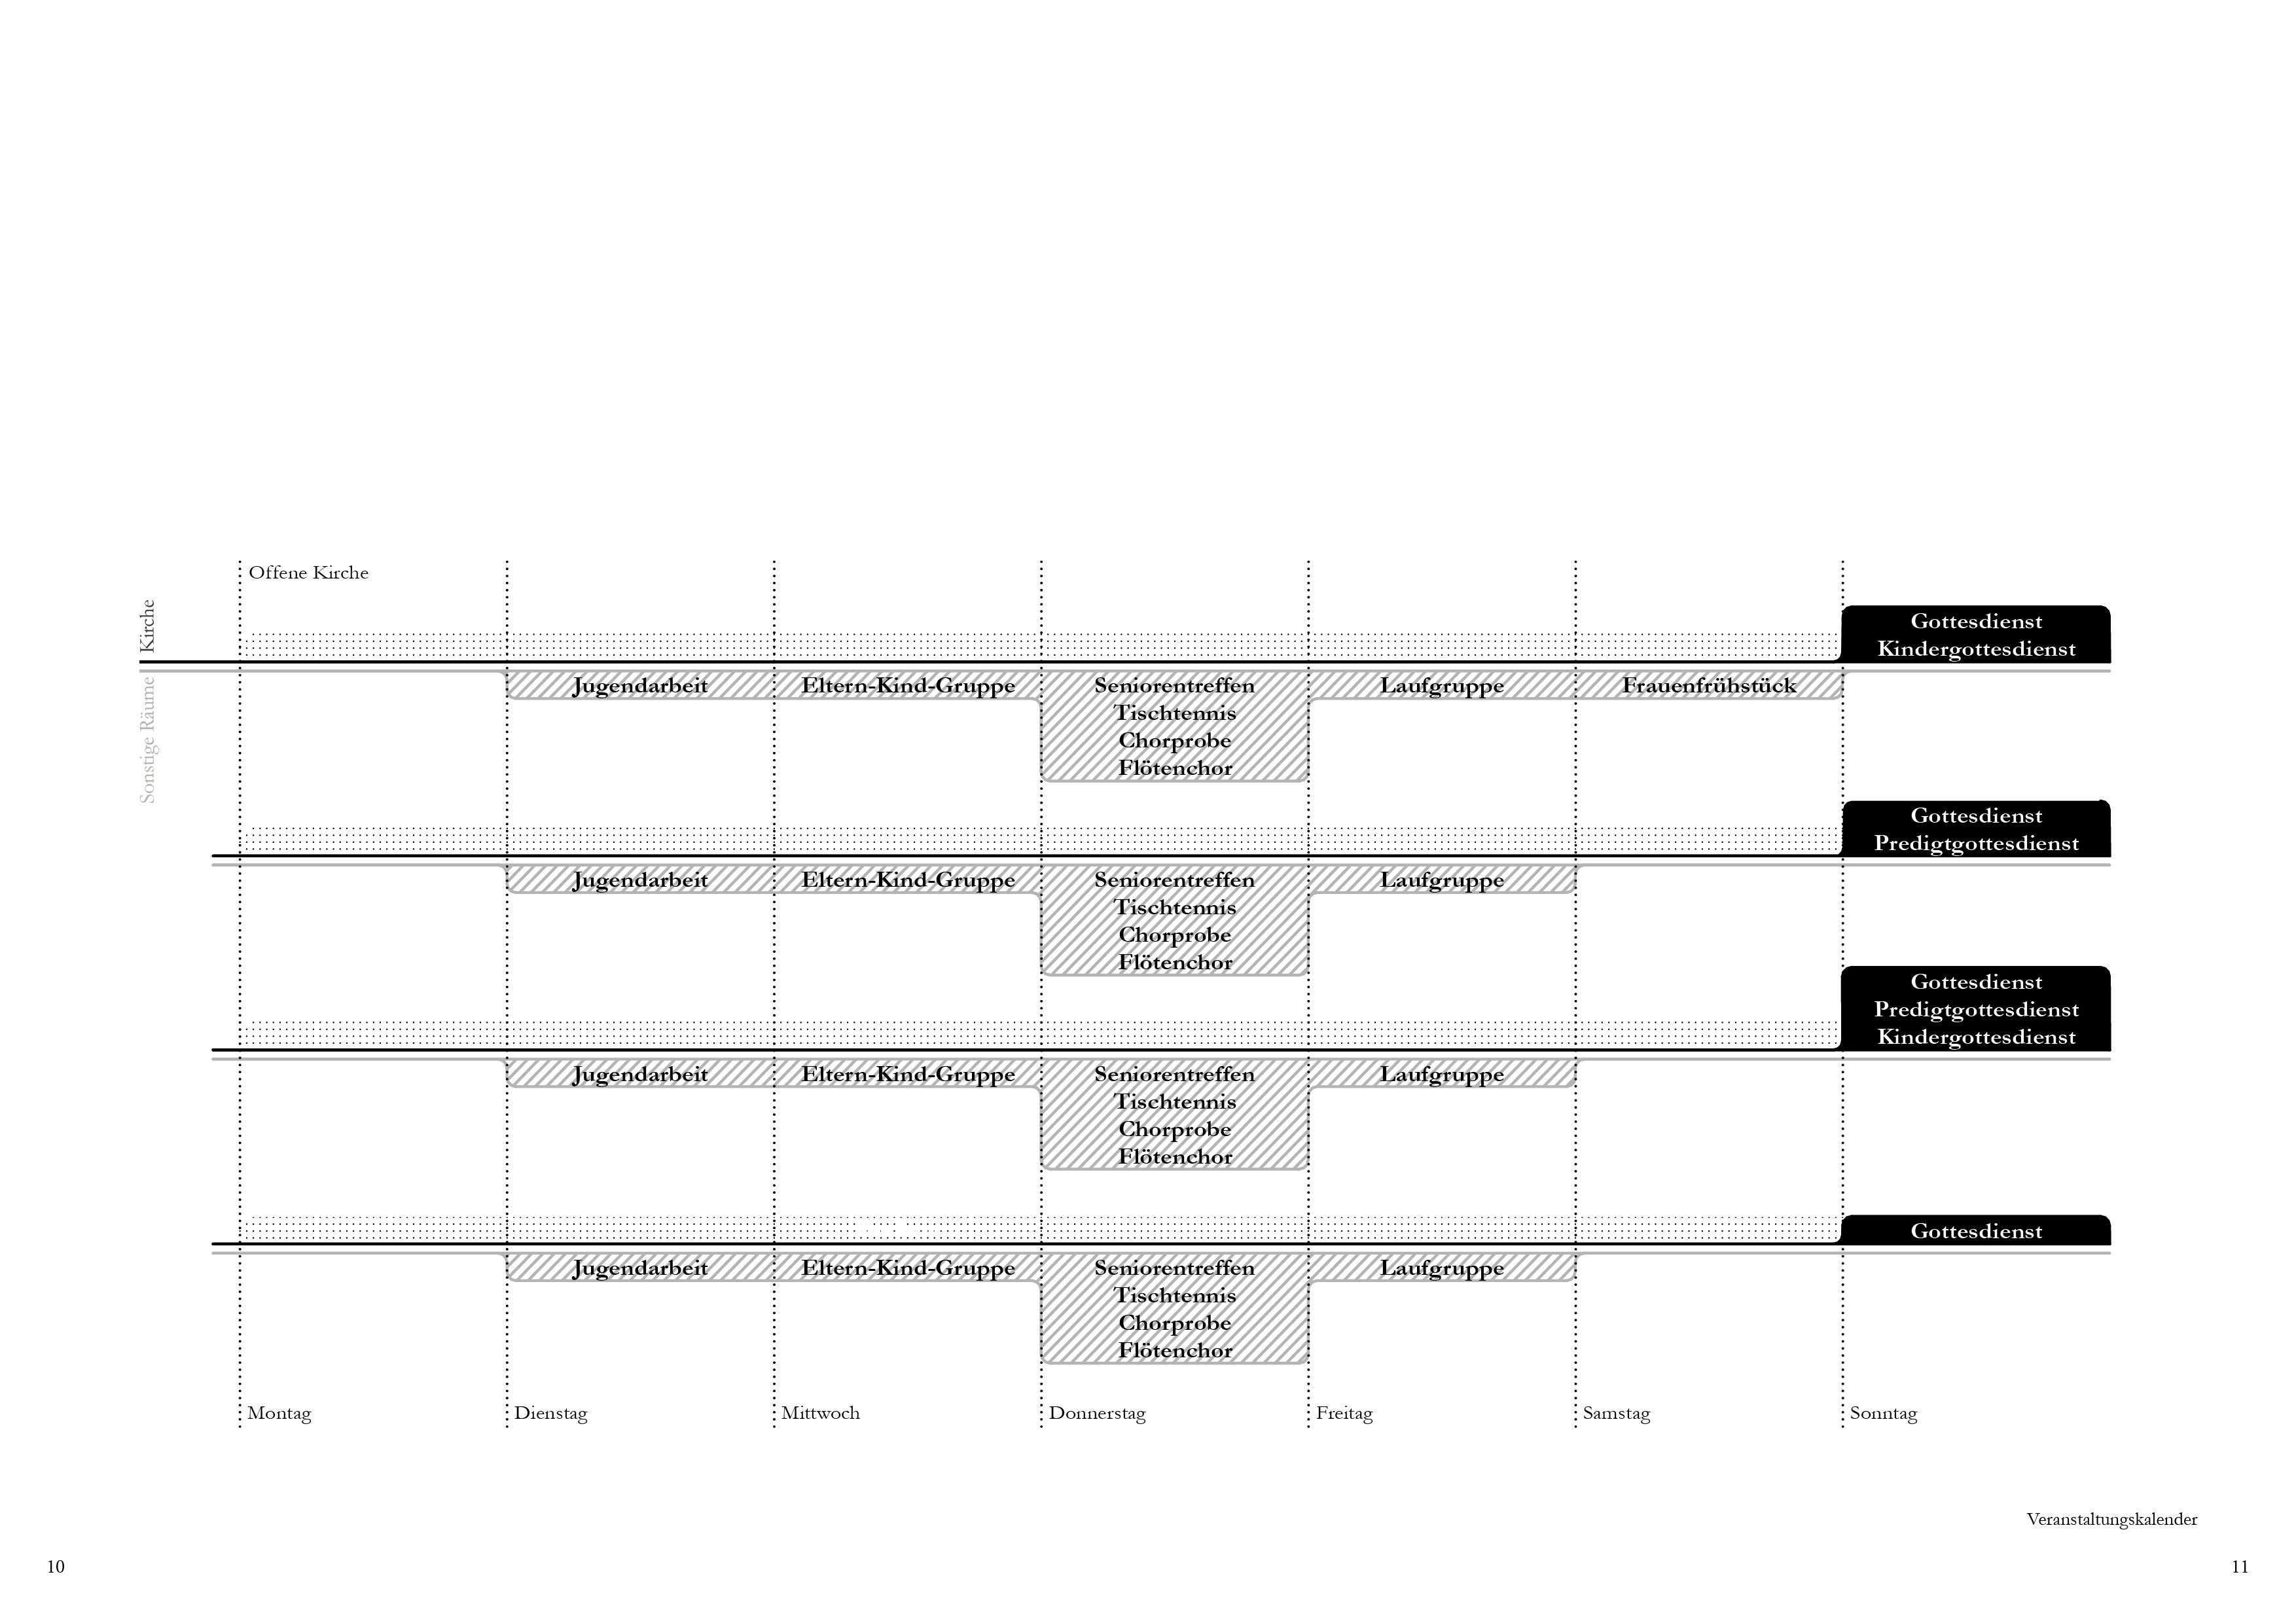 Offene Kirche
Kirche
Sonstige Räume
Gottesdienst
Kindergottesdienst
Jugendarbeit
Eltern-Kind-Gruppe
Seniorentreffen
Tischtennis
Chorprobe
Flötenchor
Laufgruppe
Frauenfrühstück
Gottesdienst
Predigtgottesdienst
Jugendarbeit
Eltern-Kind-Gruppe
Seniorentreffen
Tischtennis
Chorprobe
Flötenchor
Laufgruppe
Gottesdienst
Predigtgottesdienst
Kindergottesdienst
Jugendarbeit
Eltern-Kind-Gruppe
Seniorentreffen
Tischtennis
Chorprobe
Flötenchor
Laufgruppe
Gottesdienst
Jugendarbeit
Eltern-Kind-Gruppe
Seniorentreffen
Tischtennis
Chorprobe
Flötenchor
Laufgruppe
Montag
Dienstag
Mittwoch
Donnerstag
Freitag
Samstag
Sonntag
Veranstaltungskalender
10
11